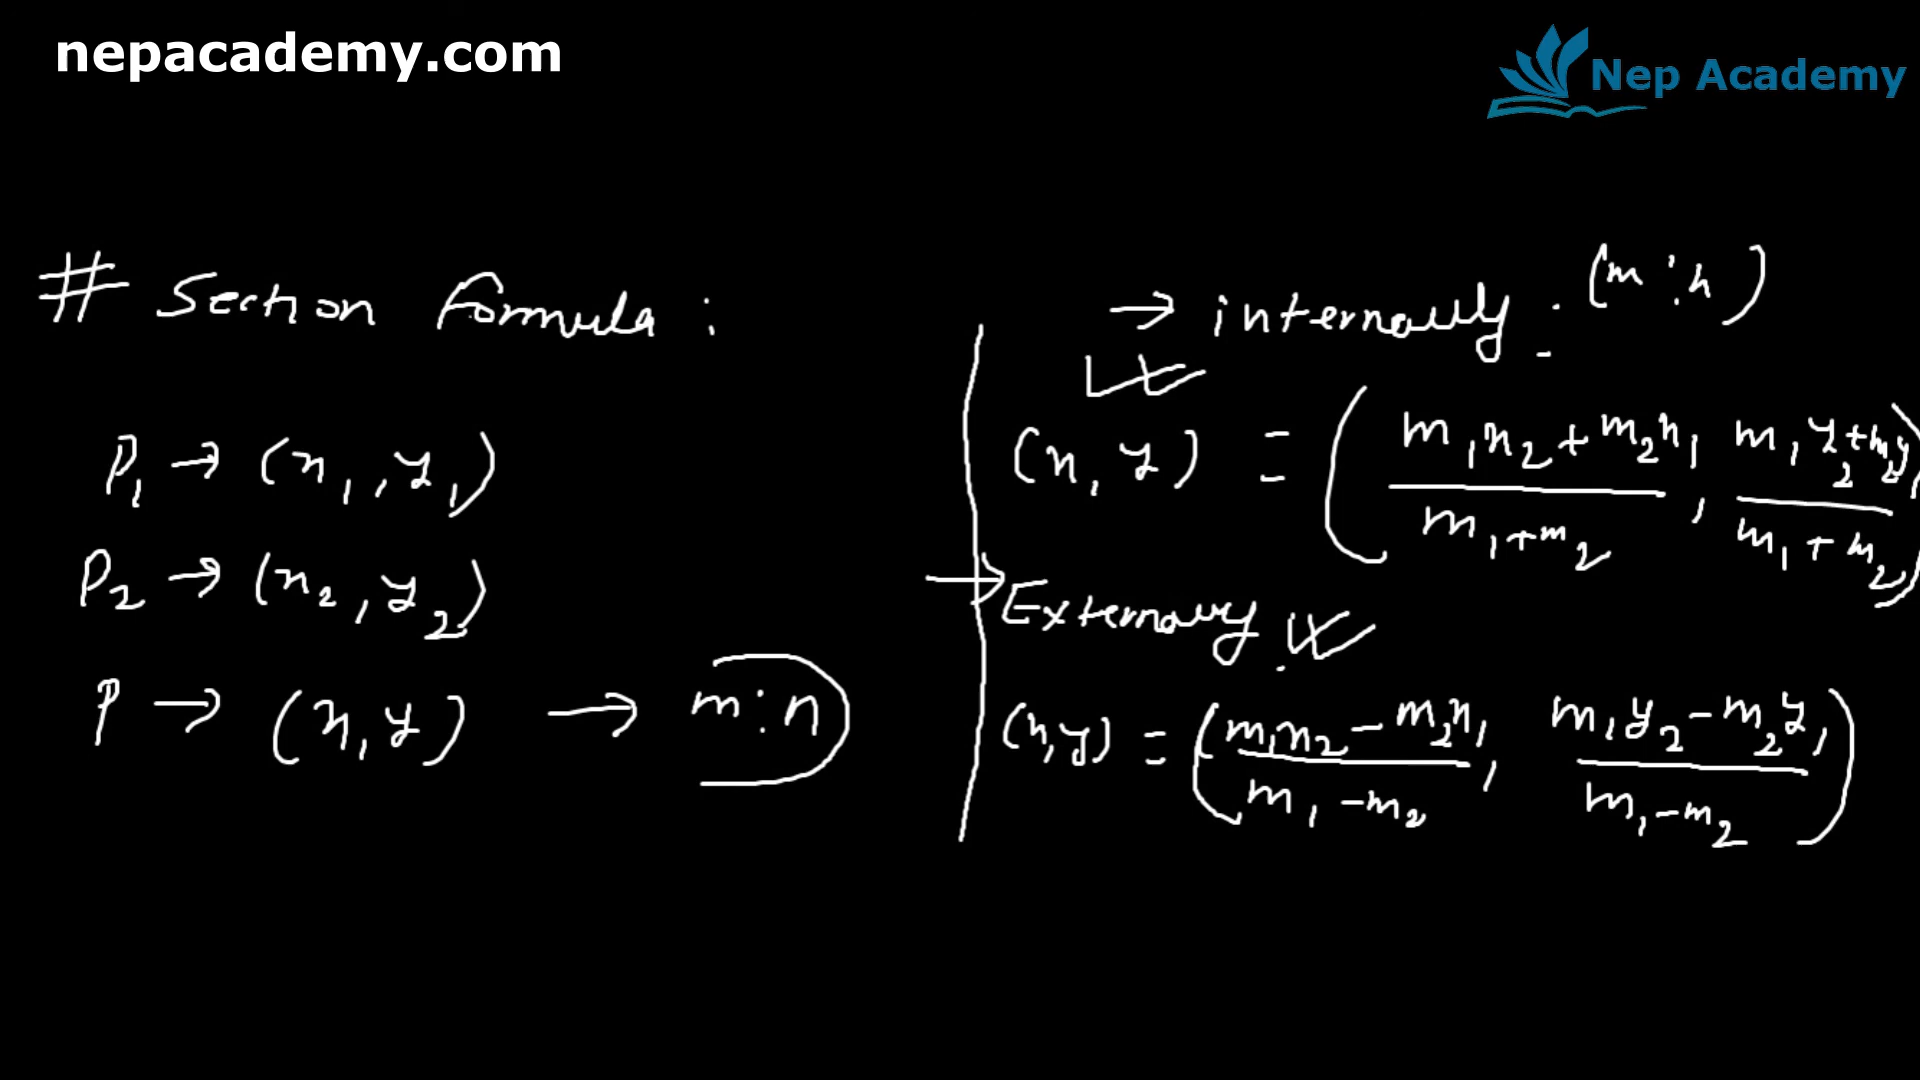 nepacademy.com
Nep Academy
# Section formula :
P₁ → (x₁, y₁)
P₂ → (x₂, y₂)
P → (x, y) → m:n
→ internally : (m:n)
(x, y) = ( (m₁x₂ + m₂x₁)/(m₁+m₂), (m₁y₂+m₂y₁)/(m₁+m₂) )
→ Externally
(x, y) = ( (m₁x₂ − m₂x₁)/(m₁−m₂), (m₁y₂ − m₂y₁)/(m₁−m₂) )